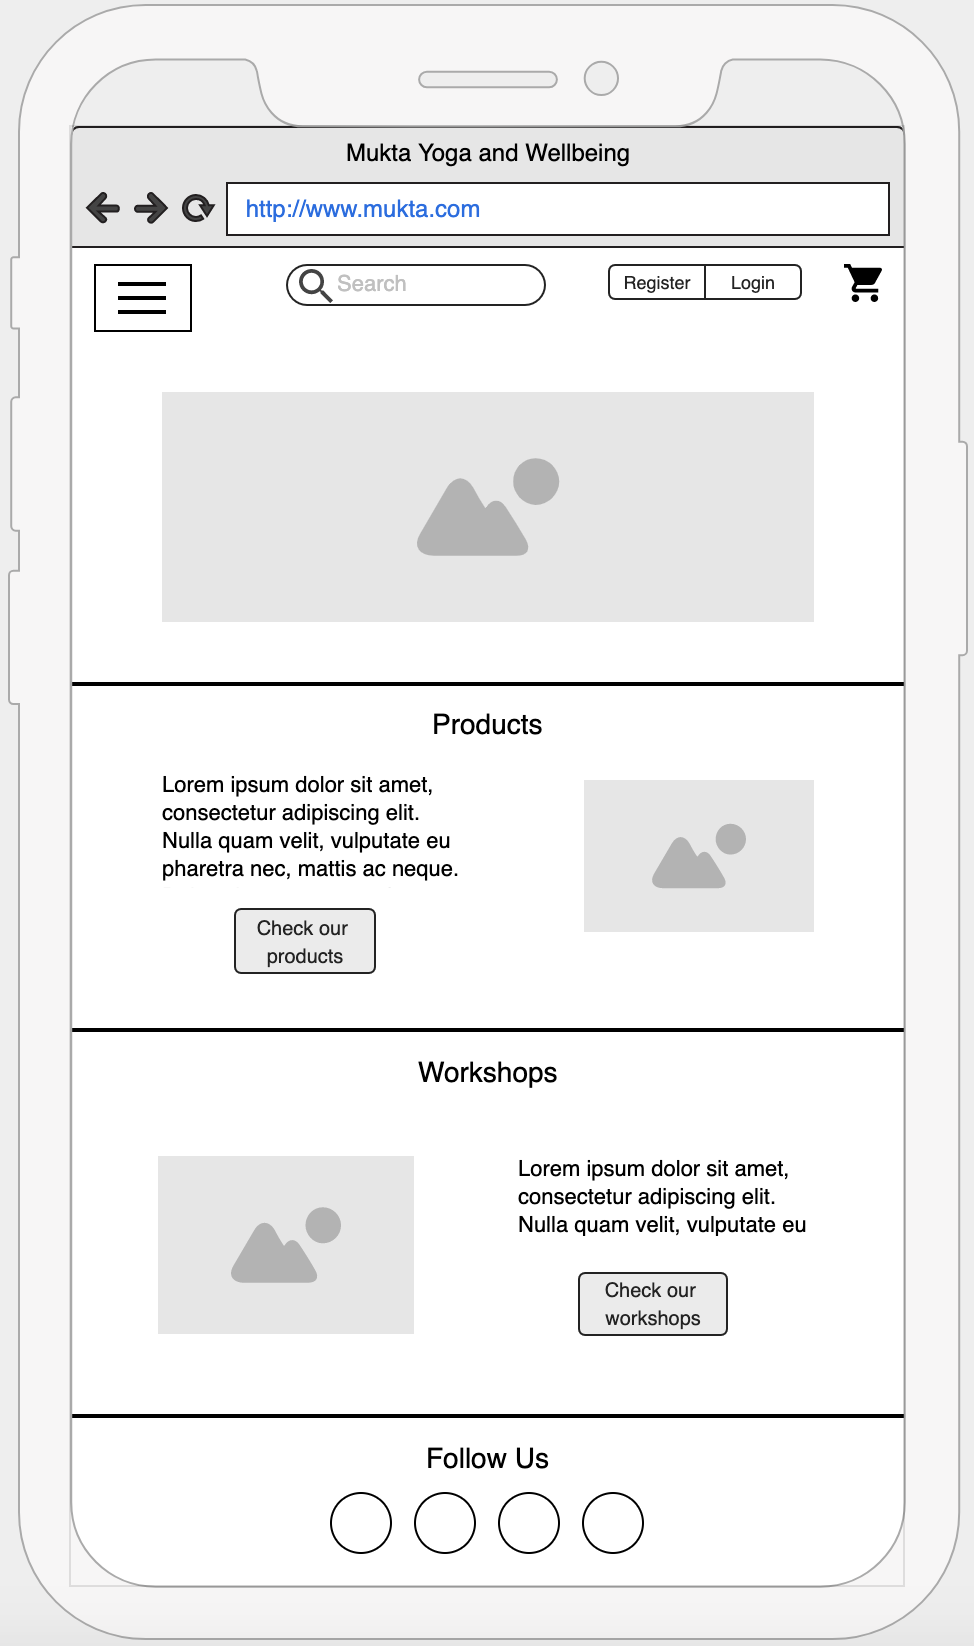 Mukta Yoga and Wellbeing
http://www.mukta.com
Search
Register
Login
Products
Lorem ipsum dolor sit amet,
consectetur adipiscing elit.
Nulla quam velit, vulputate eu
pharetra nec, mattis ac neque.
Check our
products
Workshops
Lorem ipsum dolor sit amet,
consectetur adipiscing elit.
Nulla quam velit, vulputate eu
Check our
workshops
Follow Us